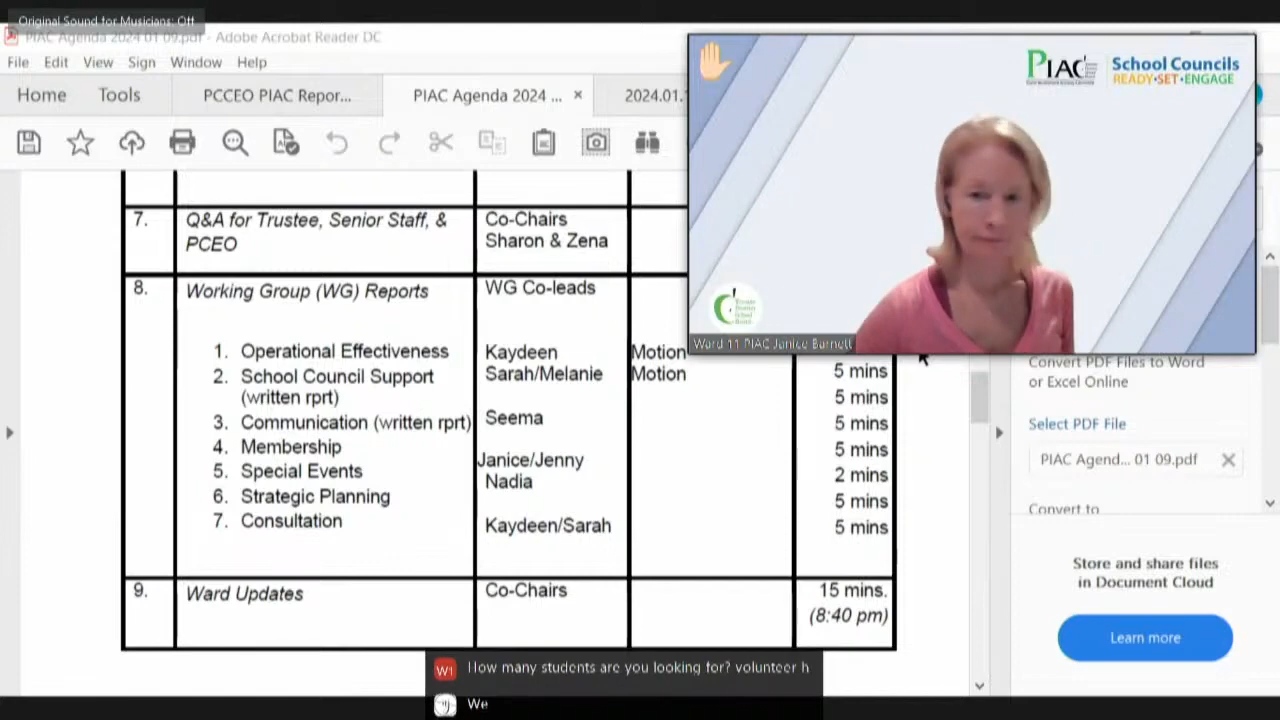 Original Sound for Musicians: Off
PIAC Agenda 2024 01 09.pdf - Adobe Acrobat Reader DC
File Edit View Sign Window Help
Home Tools PCCEO PIAC Repor... PIAC Agenda 2024 ... × 2024.01.
PIAC School Councils
READY•SET•ENGAGE
Ward 11 PIAC Janice Barnett
7. Q&A for Trustee, Senior Staff, & Co-Chairs
PCEO Sharon & Zena
8. Working Group (WG) Reports WG Co-leads
1. Operational Effectiveness Kaydeen Motion
2. School Council Support Sarah/Melanie Motion 5 mins
(written rprt) 5 mins
3. Communication (written rprt) Seema 5 mins
4. Membership Janice/Jenny 5 mins
5. Special Events Nadia 2 mins
6. Strategic Planning 5 mins
7. Consultation Kaydeen/Sarah 5 mins
9. Ward Updates Co-Chairs 15 mins.
(8:40 pm)
Convert PDF Files to Word
or Excel Online
Select PDF File
PIAC Agend... 01 09.pdf
Convert to
Store and share files
in Document Cloud
Learn more
W1 How many students are you looking for? volunteer h
We